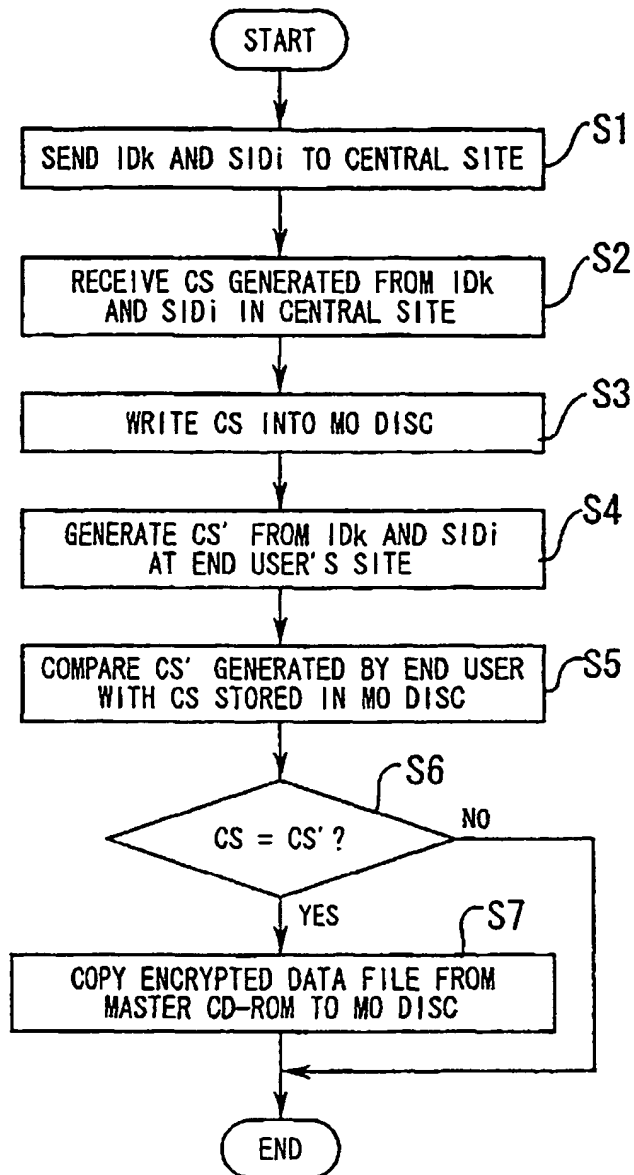 START
S1
SEND IDk AND SIDi TO CENTRAL SITE
S2
RECEIVE CS GENERATED FROM IDk
AND SIDi IN CENTRAL SITE
S3
WRITE CS INTO MO DISC
S4
GENERATE CS' FROM IDk AND SIDi
AT END USER'S SITE
S5
COMPARE CS' GENERATED BY END USER
WITH CS STORED IN MO DISC
S6
CS = CS'?
NO
YES
S7
COPY ENCRYPTED DATA FILE FROM
MASTER CD-ROM TO MO DISC
END